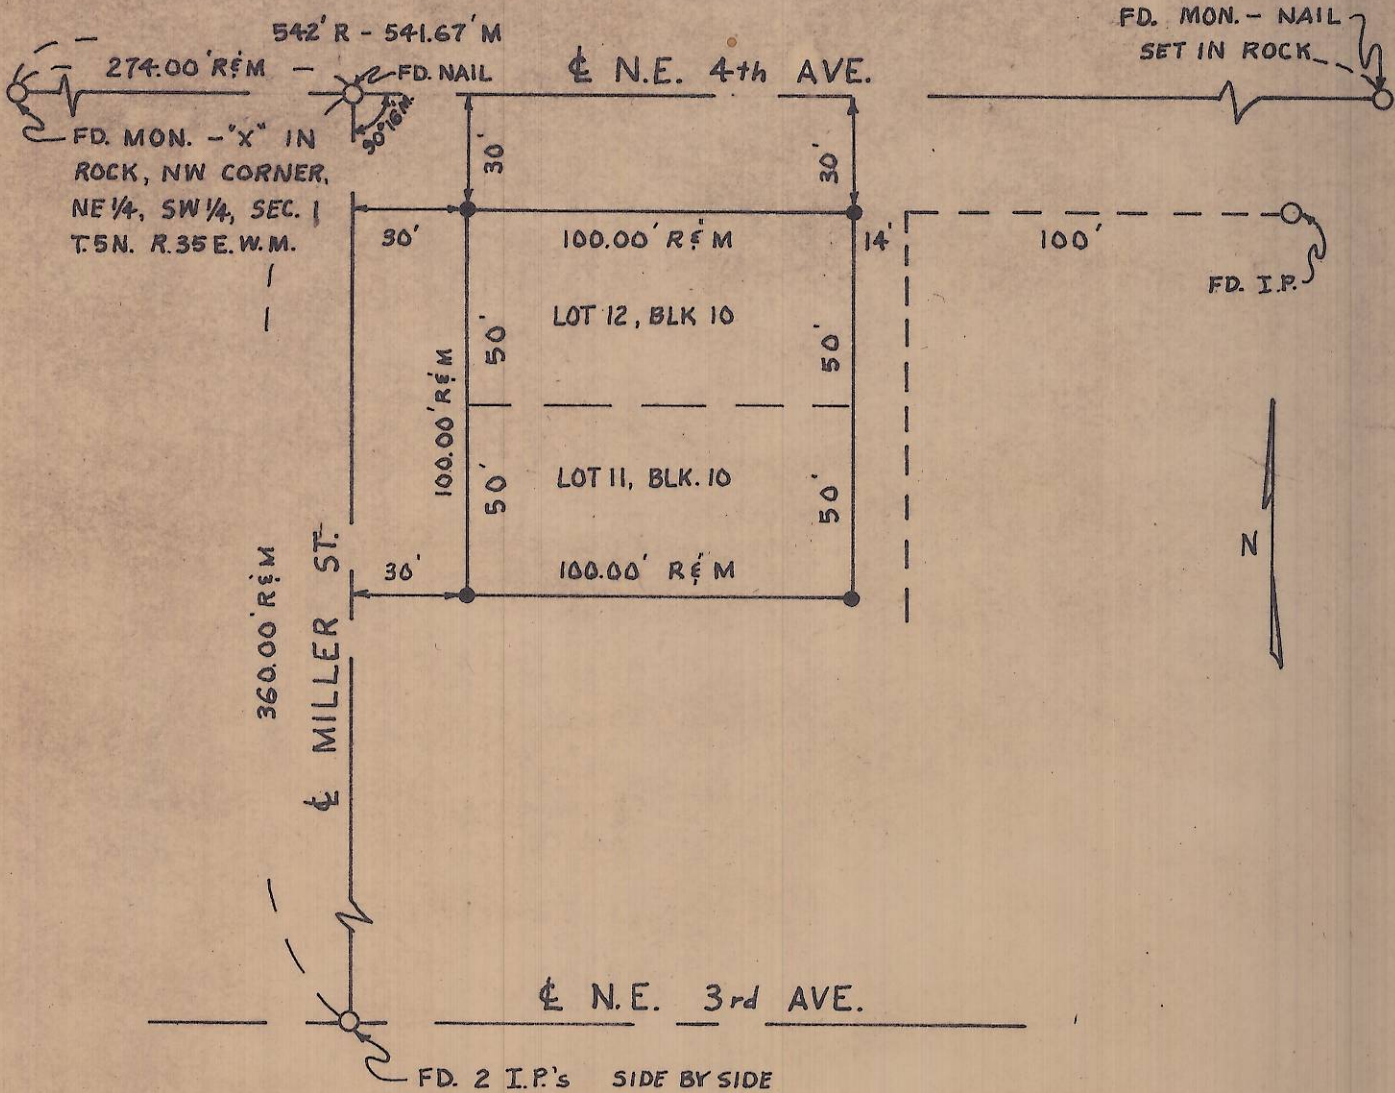 542' R - 541.67' M
274.00' R&M
FD. NAIL
℄ N.E. 4th AVE.
FD. MON. - NAIL
SET IN ROCK
FD. MON. - "X" IN
ROCK, NW CORNER,
NE 1/4, SW 1/4, SEC. 1
T.5N. R.35E.W.M.
30'
30'
30'
100.00' R & M
14'
100'
FD. I.P.
LOT 12, BLK 10
50'
50'
100.00' R & M
LOT 11, BLK. 10
50'
50'
30'
100.00' R & M
N
360.00' R & M
℄ MILLER ST.
℄ N.E. 3rd AVE.
FD. 2 I.P.'s SIDE BY SIDE